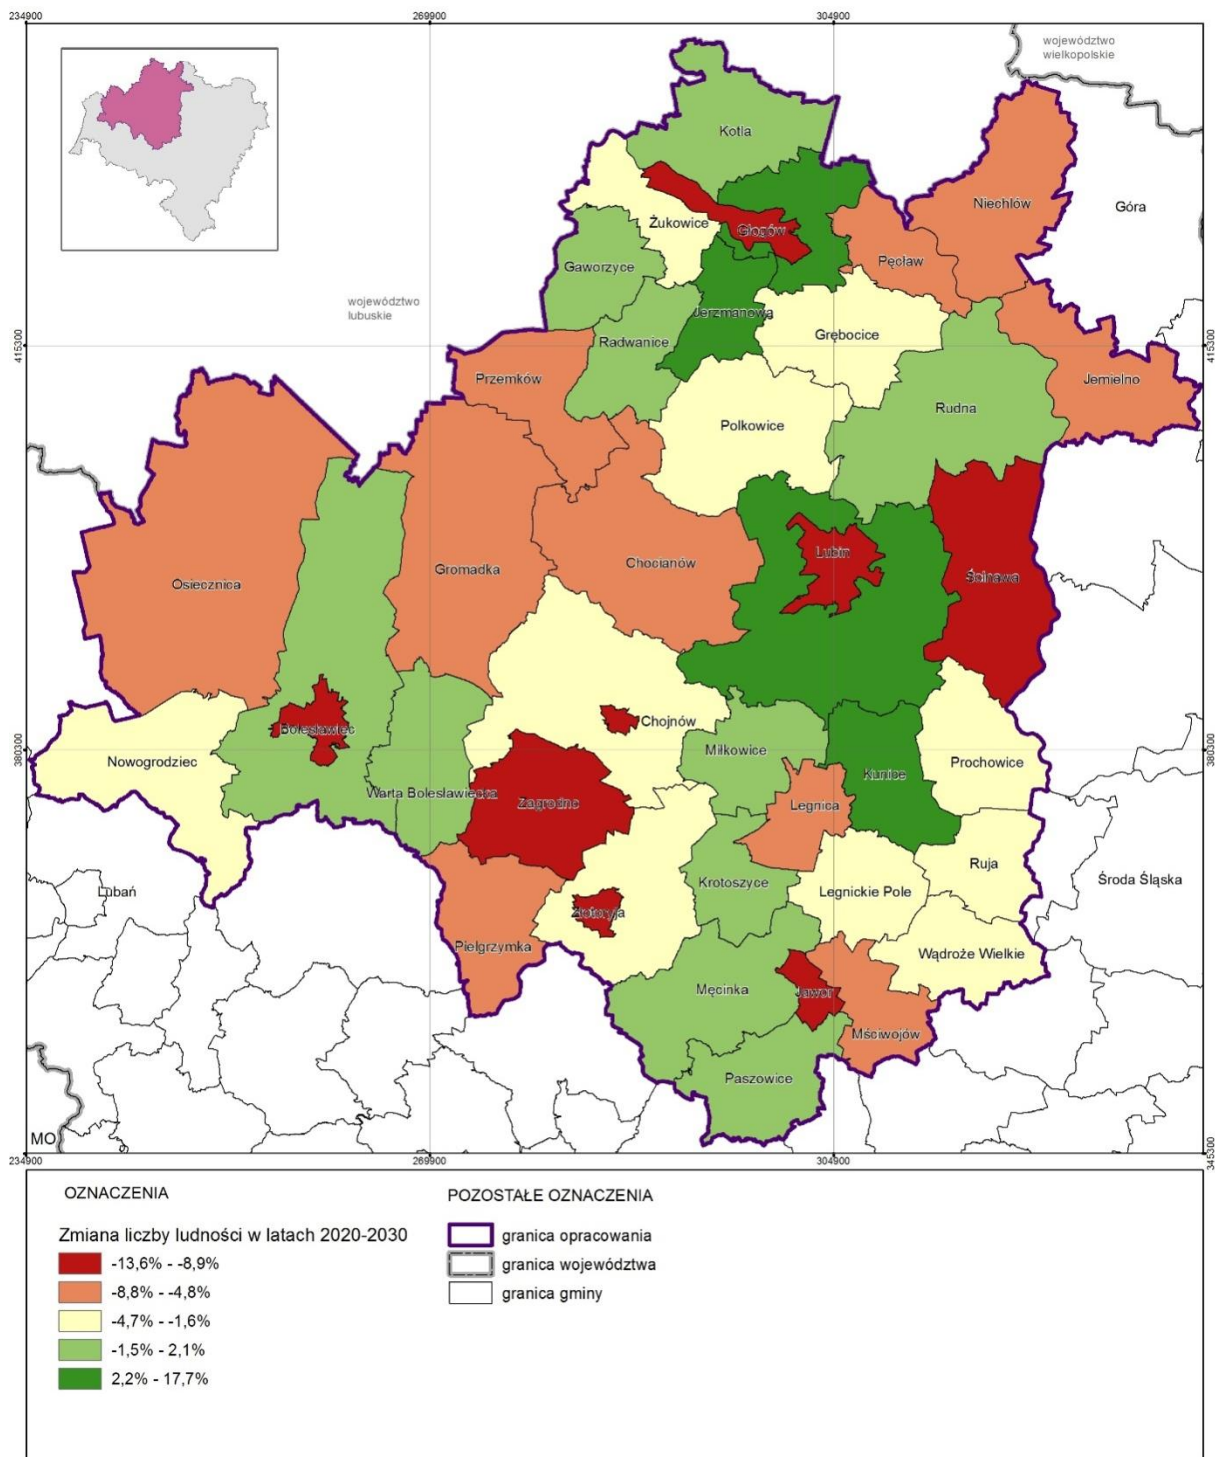 234900
269900
304900
województwo
wielkopolskie
Kotla
Niechlów
Góra
Żukowice
Głogów
Pęcław
Gaworzyce
województwo
lubuskie
Jerzmanowa
Grębocice
Radwanice
415300
415300
Przemków
Jemielno
Rudna
Polkowice
Lubin
Chocianów
Gromadka
Ścinawa
Osiecznica
Chojnów
Bolesławiec
Miłkowice
380300
380300
Nowogrodziec
Prochowice
Kunice
Warta Bolesławiecka
Zagrodno
Legnica
Ruja
Środa Śląska
Krotoszyce
Legnickie Pole
Lubań
Złotoryja
Pielgrzymka
Wądroże Wielkie
Męcinka
Jawor
Mściwojów
Paszowice
MO
345300
234900
269900
304900
OZNACZENIA
Zmiana liczby ludności w latach 2020-2030
-13,6% - -8,9%
-8,8% - -4,8%
-4,7% - -1,6%
-1,5% - 2,1%
2,2% - 17,7%
POZOSTAŁE OZNACZENIA
granica opracowania
granica województwa
granica gminy